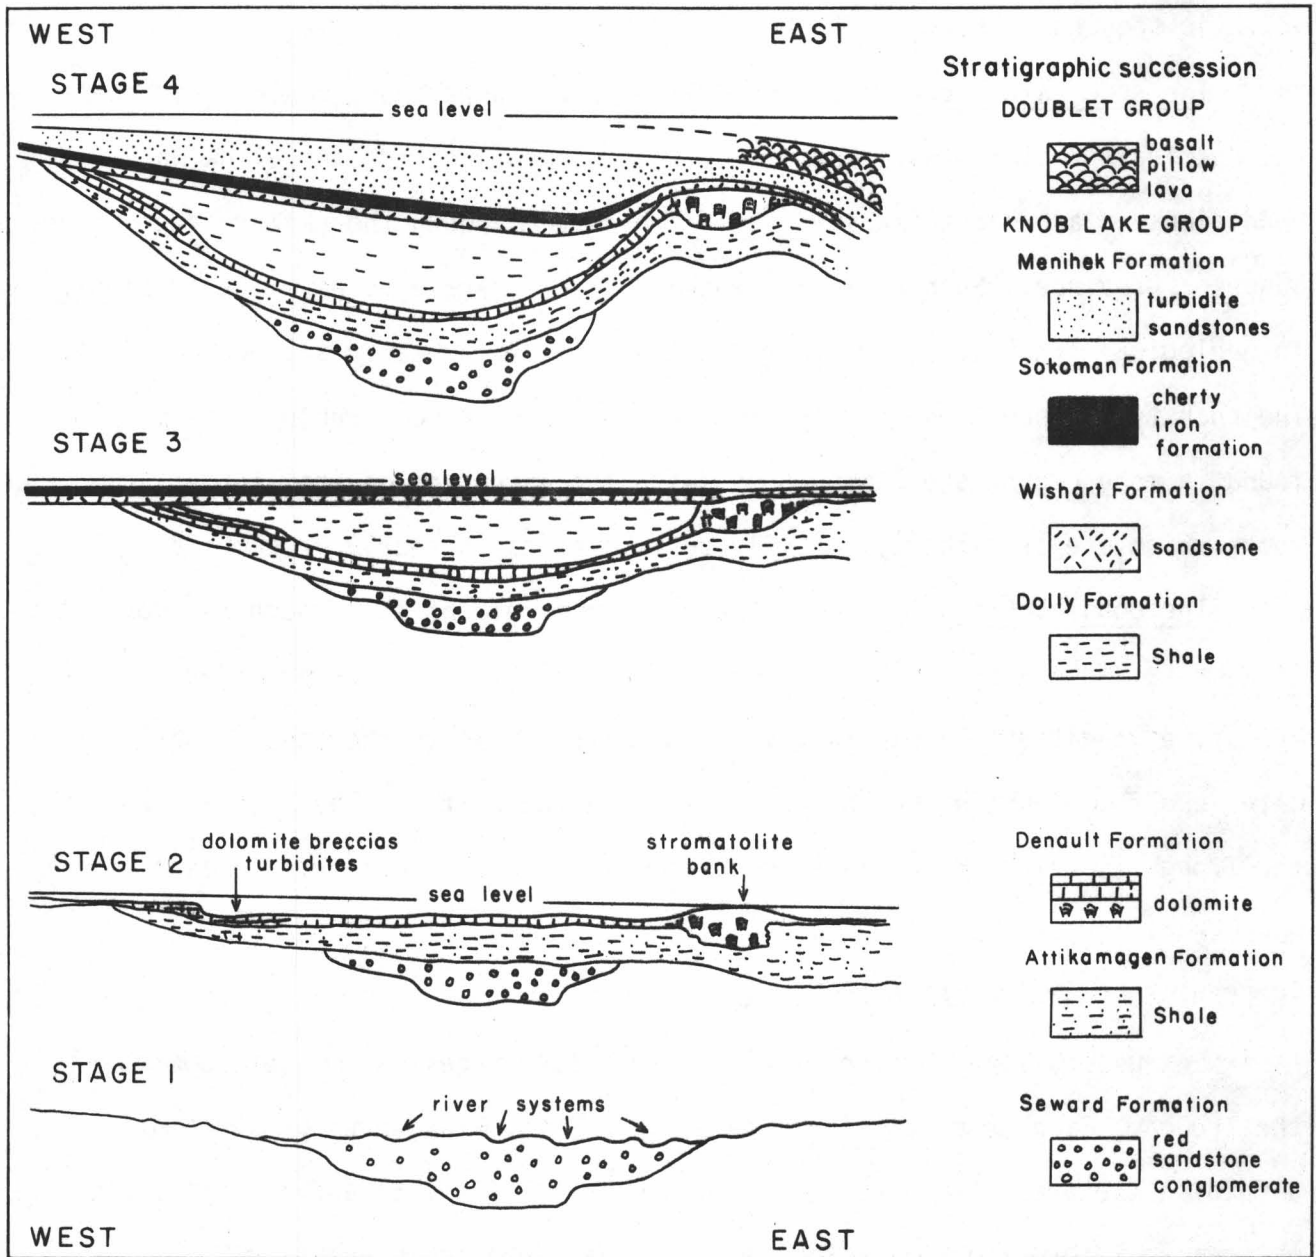 WEST
EAST
STAGE 4
sea level
Stratigraphic succession
DOUBLET GROUP
basalt
pillow
lava
KNOB LAKE GROUP
Menihek Formation
turbidite
sandstones
Sokoman Formation
cherty
iron
formation
STAGE 3
sea level
Wishart Formation
sandstone
Dolly Formation
Shale
STAGE 2
dolomite breccias
turbidites
sea level
stromatolite
bank
Denault Formation
dolomite
Attikamagen Formation
Shale
STAGE 1
river systems
Seward Formation
red
sandstone
conglomerate
WEST
EAST